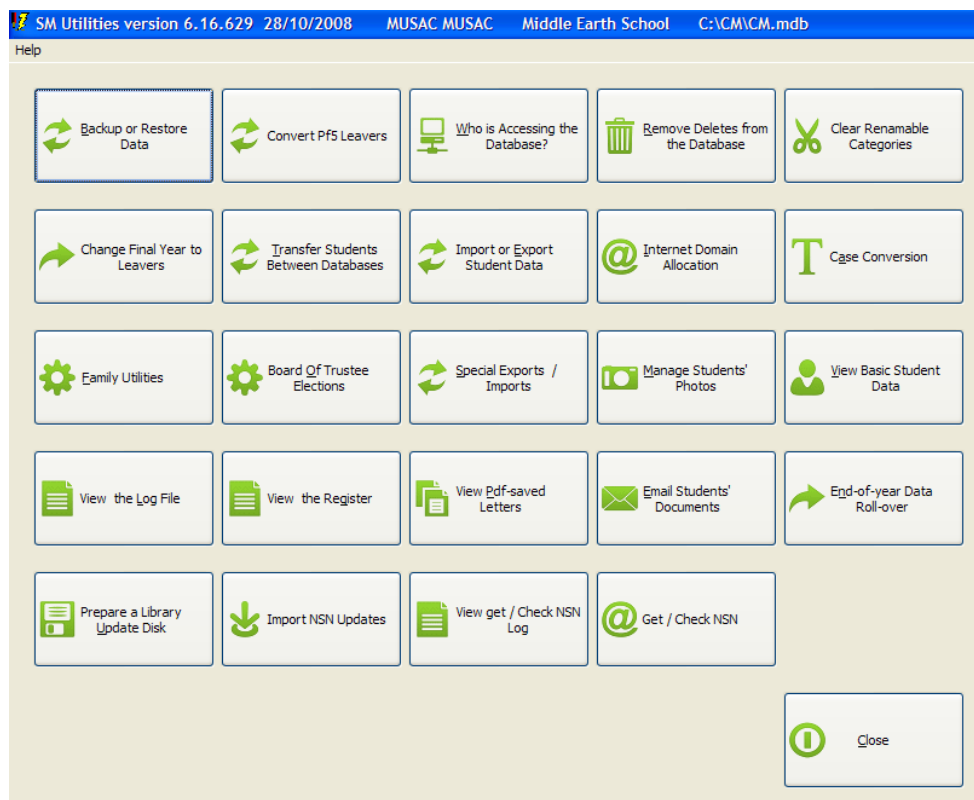 SM Utilities version 6.16.629 28/10/2008 MUSAC MUSAC Middle Earth School C:\CM\CM.mdb
Help
Backup or Restore
Data
Convert Pf5 Leavers
Who is Accessing the
Database?
Remove Deletes from
the Database
Clear Renamable
Categories
Change Final Year to
Leavers
Transfer Students
Between Databases
Import or Export
Student Data
Internet Domain
Allocation
Case Conversion
Family Utilities
Board Of Trustee
Elections
Special Exports /
Imports
Manage Students'
Photos
View Basic Student
Data
View the Log File
View the Register
View Pdf-saved
Letters
Email Students'
Documents
End-of-year Data
Roll-over
Prepare a Library
Update Disk
Import NSN Updates
View get / Check NSN
Log
Get / Check NSN
Close